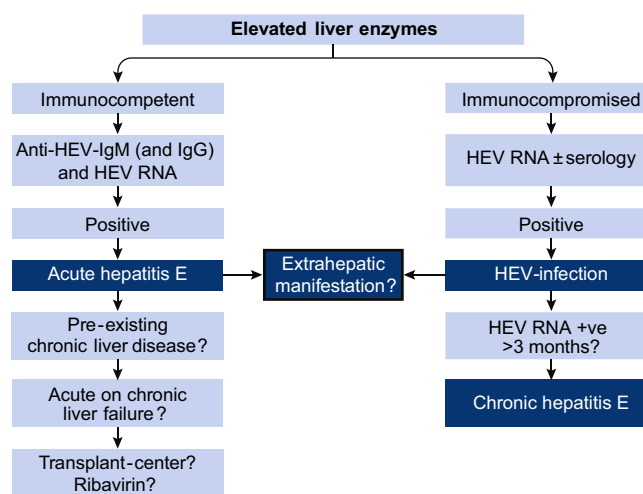 Elevated liver enzymes
Immunocompetent
Anti-HEV-IgM (and IgG)
and HEV RNA
Positive
Acute hepatitis E
Pre-existing
chronic liver disease?
Acute on chronic
liver failure?
Transplant-center?
Ribavirin?
Extrahepatic
manifestation?
Immunocompromised
HEV RNA ± serology
Positive
HEV-infection
HEV RNA +ve
>3 months?
Chronic hepatitis E